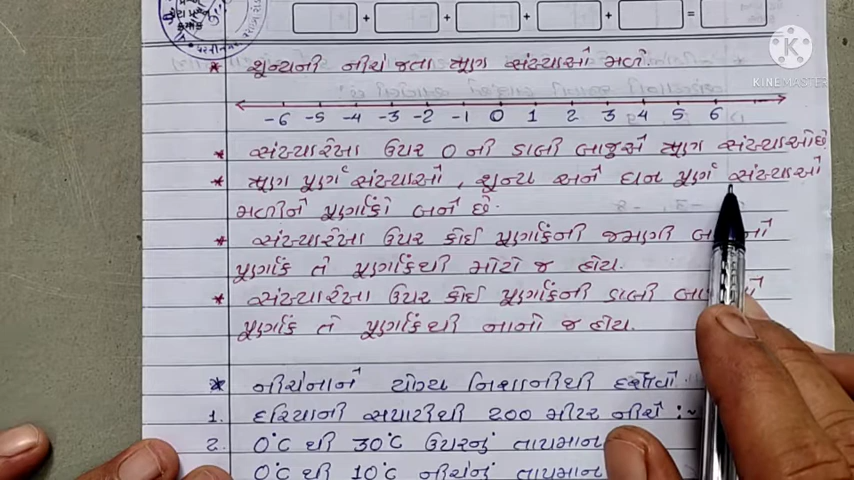 + + + + =
* શૂન્યની નીચે જતા ઋણ સંખ્યાઓ મળે.
KINEMASTER
-6 -5 -4 -3 -2 -1 0 1 2 3 4 5 6
* સંખ્યારેખા ઉપર 0 ની ડાબી બાજુએ ઋણ સંખ્યાઓ છે
* ઋણ પૂર્ણ સંખ્યાઓ, શૂન્ય અને ધન પૂર્ણ સંખ્યાઓ
મળીને પૂર્ણાંકો બને છે.
* સંખ્યારેખા ઉપર કોઈ પૂર્ણાંકની જમણી
પૂર્ણાંક તે પૂર્ણાંકથી મોટો જ હોય.
* સંખ્યારેખા ઉપર કોઈ પૂર્ણાંકની ડાબી
પૂર્ણાંક તે પૂર્ણાંકથી નાનો જ હોય.
* નીચેનાને યોગ્ય નિશાનીથી દર્શાવો
1. દરિયાની સપાટીથી 200 મીટર નીચે :~
2. 0°C થી 30°C ઉપરનું તાપમાન
0°C થી 10°C નીચેનું તાપમાન